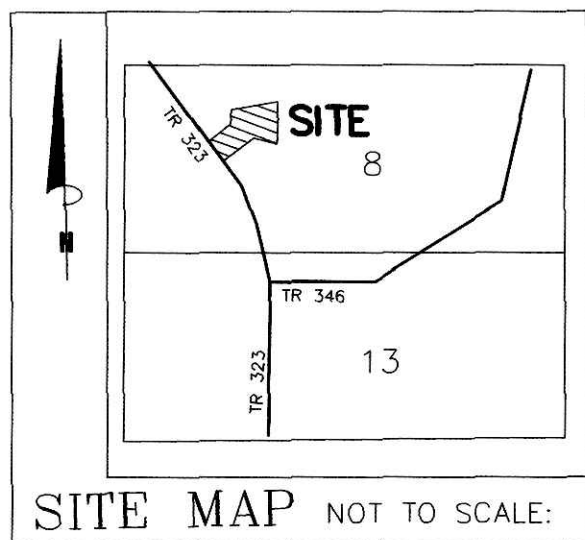 TR 323
SITE
8
N
TR 346
TR 323
13
SITE MAP NOT TO SCALE: